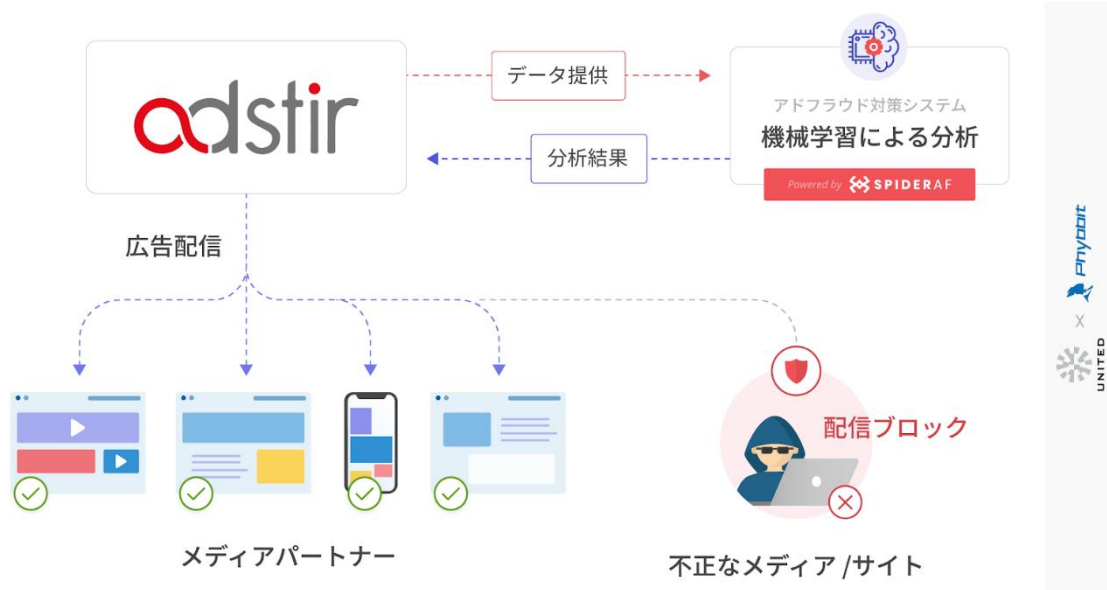 adstir
データ提供
分析結果
アドフラウド対策システム
機械学習による分析
Powered by SPIDERAF
広告配信
配信ブロック
メディアパートナー
不正なメディア /サイト
Phybbit
X
UNITED